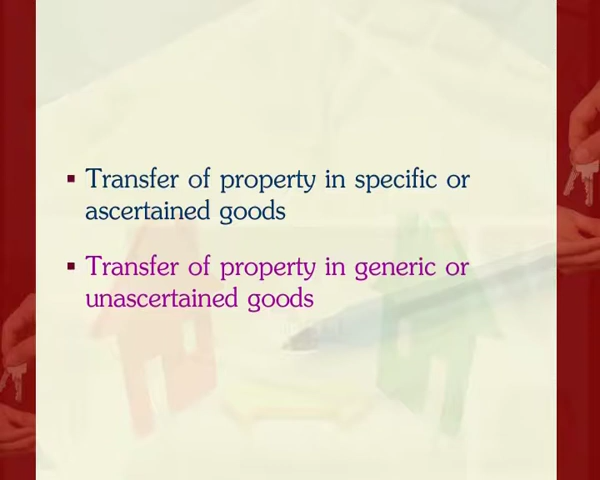 ▪ Transfer of property in specific or
ascertained goods
▪ Transfer of property in generic or
unascertained goods